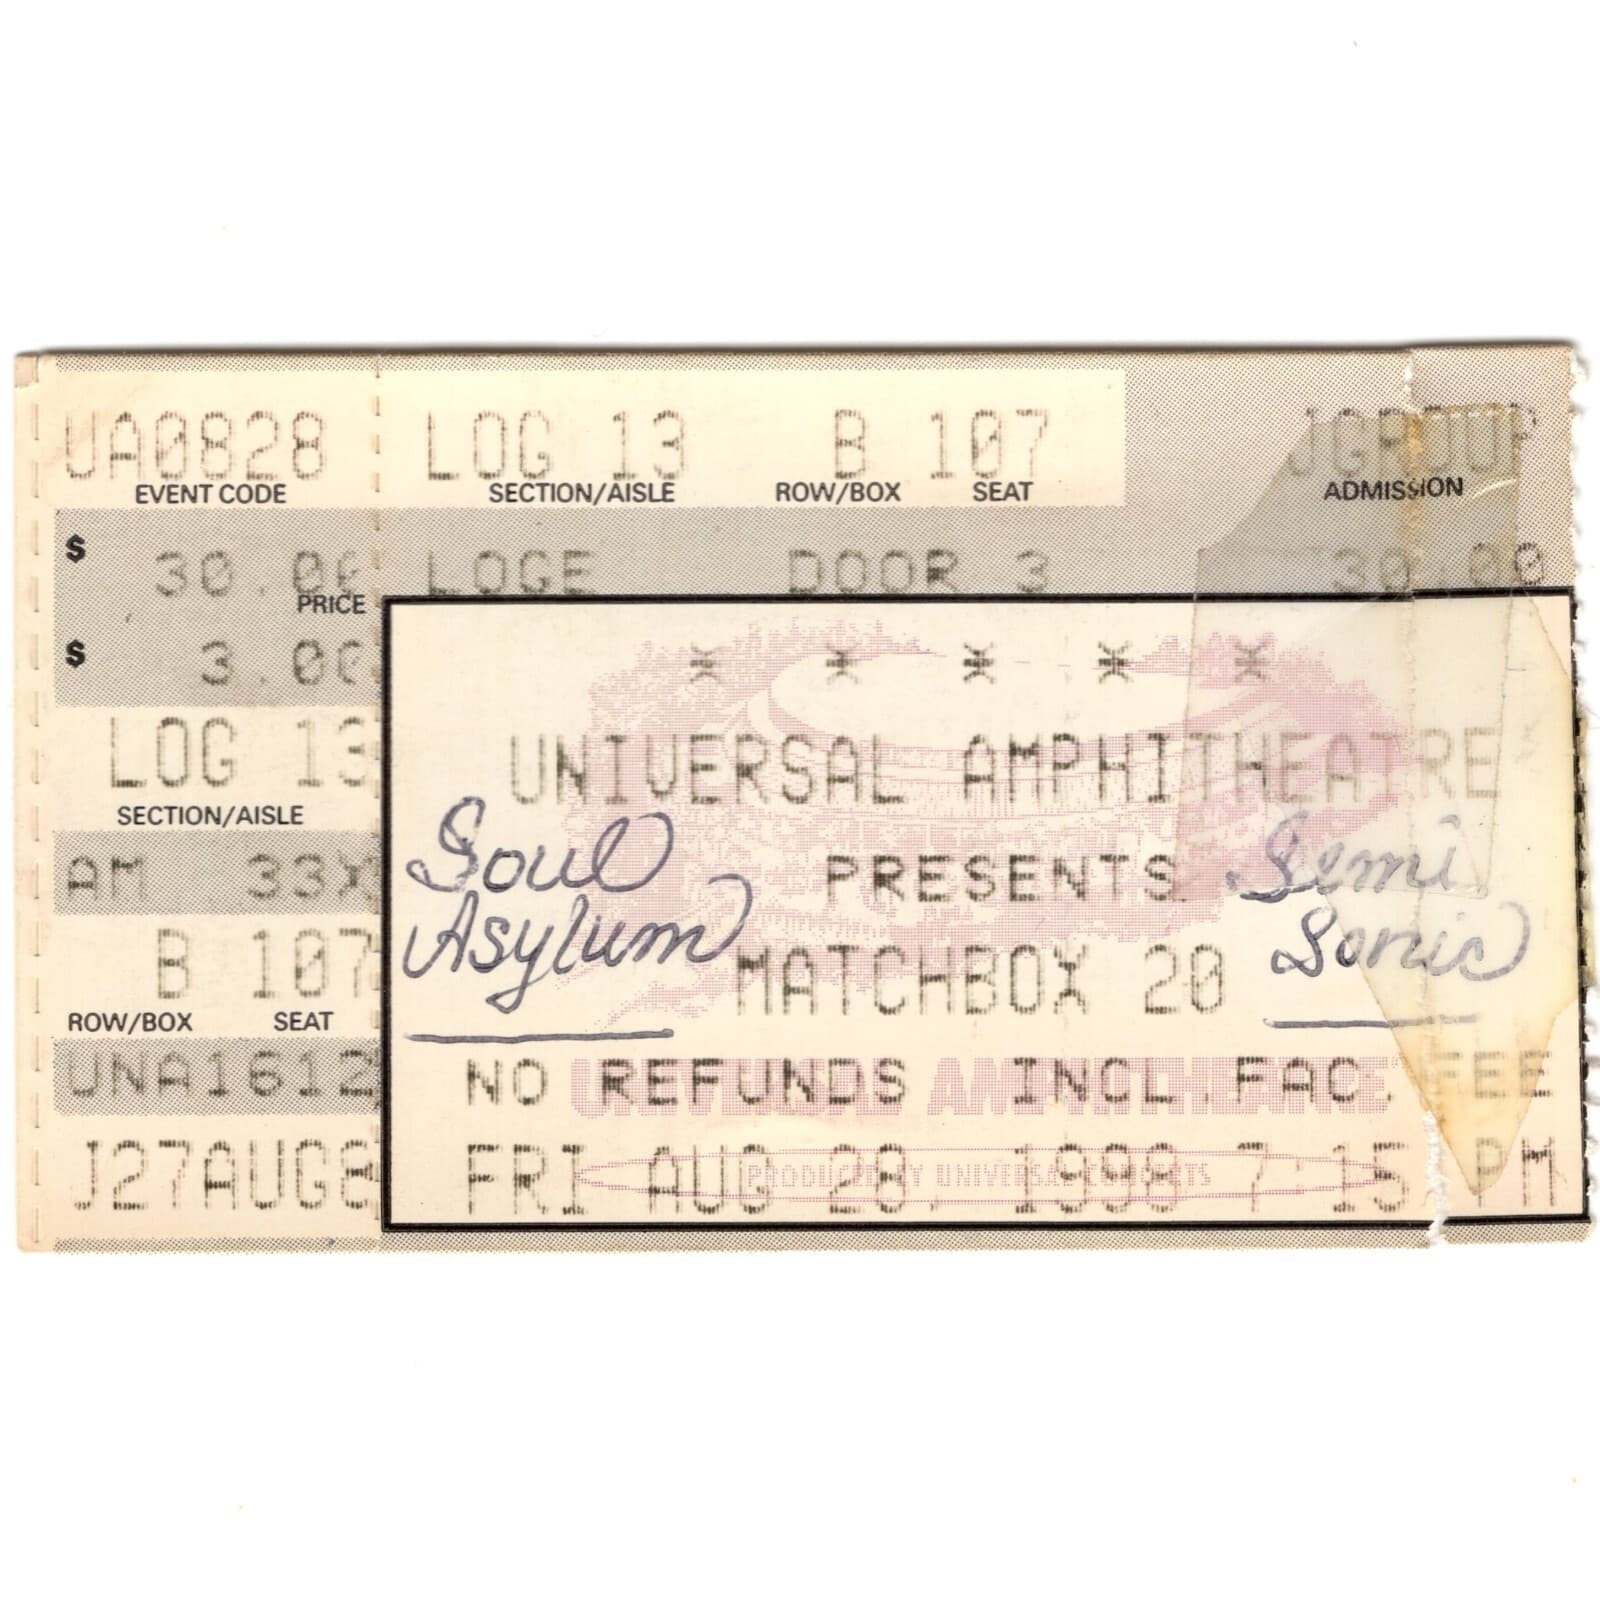 UA0828 LOG 13 B 107 JGROUP
EVENT CODE SECTION/AISLE ROW/BOX SEAT ADMISSION
$ 30.00 LOGE DOOR 3 30.00
PRICE
$ 3.00
* * * * *
LOG 13 UNIVERSAL AMPHITHEATRE
SECTION/AISLE
Soul Asylum
AM 33X PRESENTS
Semi Sonic
B 107 MATCHBOX 20
ROW/BOX SEAT
UNA1612 NO REFUNDS INCL. FAC. FEE
J27AUG8 FRI AUG 28, 1998 7:15 PM